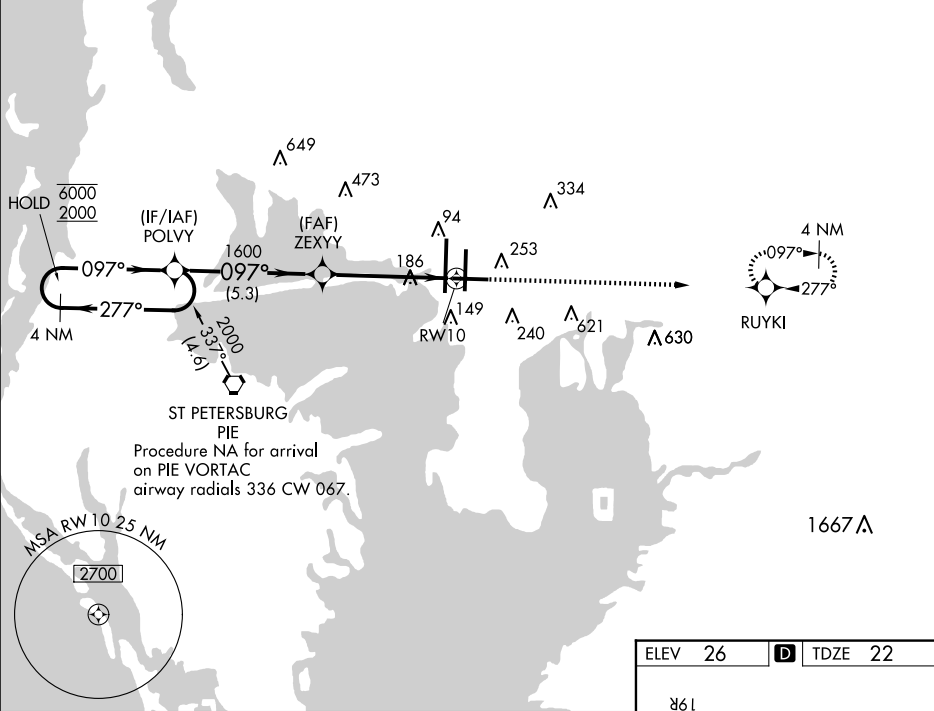 649
473
334
HOLD
6000
2000
(IF/IAF)
POLVY
(FAF)
ZEXYY
94
4 NM
097°
1600
097°
(5.3)
186
253
097°
277°
277°
4 NM
2000
337°
(4.6)
149
RW10
240
621
630
RUYKI
ST PETERSBURG
PIE
Procedure NA for arrival
on PIE VORTAC
airway radials 336 CW 067.
MSA RW 10 25 NM
2700
1667
ELEV 26 D TDZE 22
19R